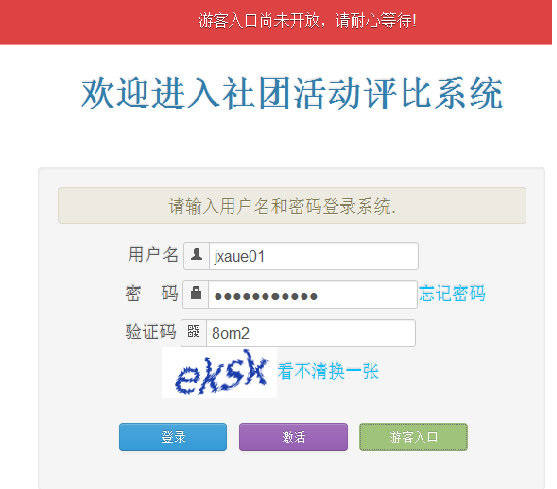 游客入口尚未开放，请耐心等待!
欢迎进入社团活动评比系统
请输入用户名和密码登录系统.
用户名 jxaue01
密 码 ●●●●●●●●●●● 忘记密码
验证码 8om2
eksk 看不清换一张
登录 激活 游客入口